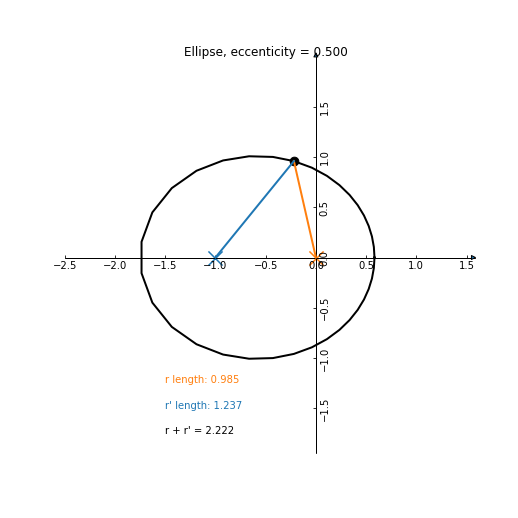 Ellipse, eccentricity = 0.500
1.5
1.0
0.5
0.0
−2.5 −2.0 −1.5 −1.0 −0.5 0.0 0.5 1.0 1.5
−0.5
−1.0
−1.5
r length: 0.985
r' length: 1.237
r + r' = 2.222